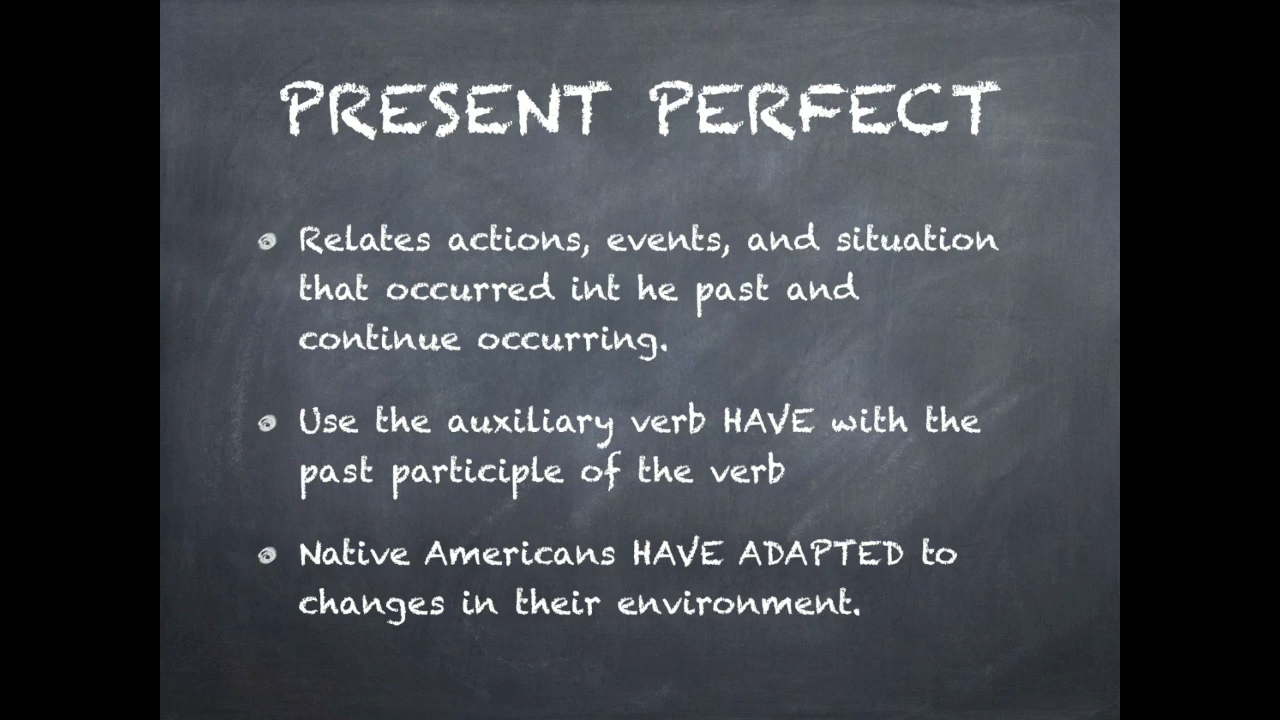 PRESENT PERFECT
Relates actions, events, and situation
that occurred int he past and
continue occurring.
Use the auxiliary verb HAVE with the
past participle of the verb
Native Americans HAVE ADAPTED to
changes in their environment.